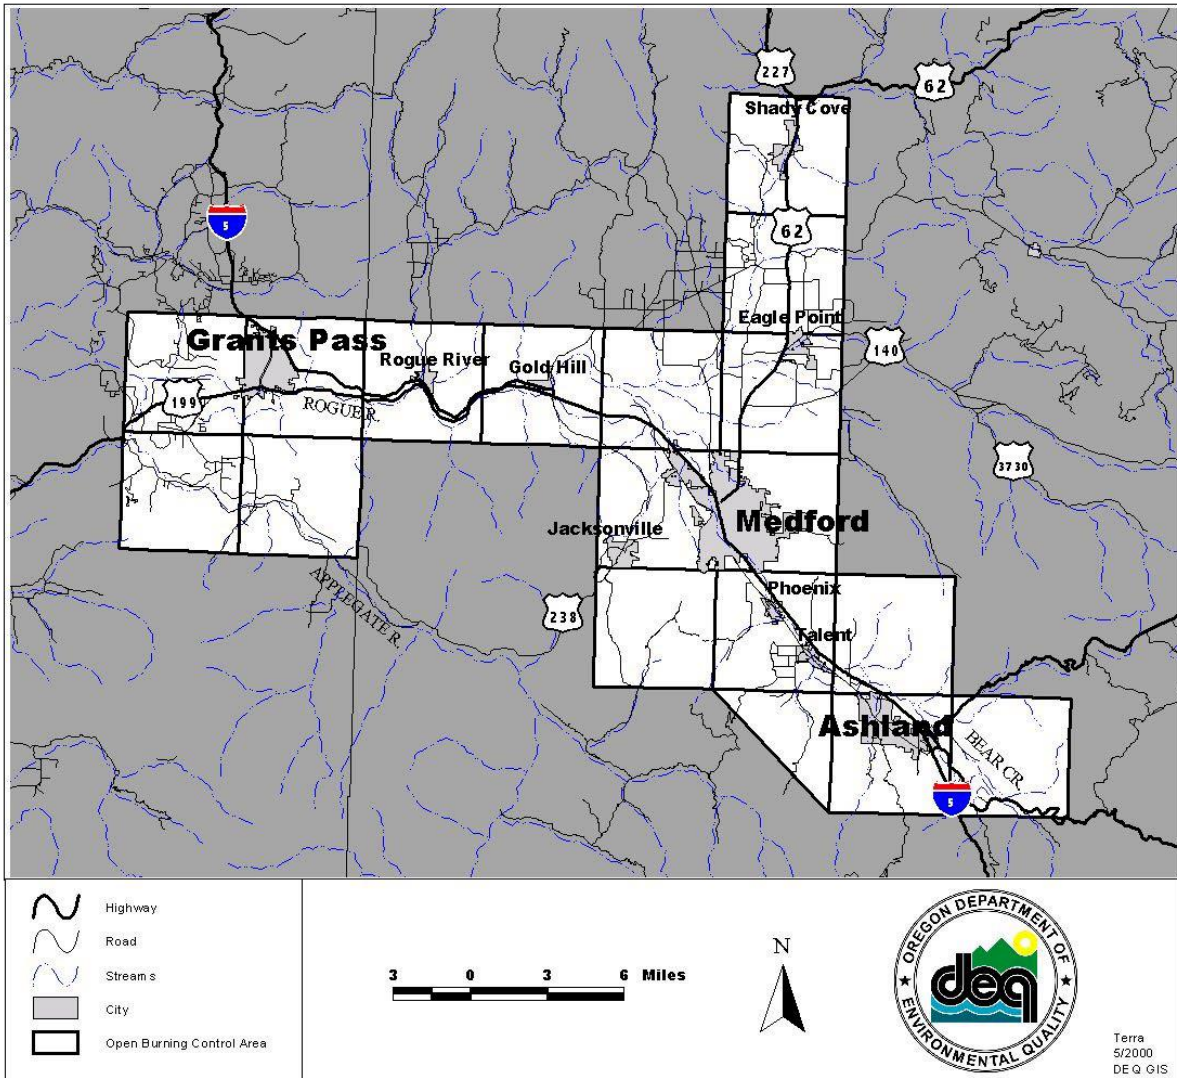 227
62
Shady Cove
5
62
Eagle Point
Grants Pass
140
Rogue River
Gold Hill
199
ROGUE R.
3730
Medford
Jacksonville
APPLEGATE R.
Phoenix
238
Talent
Ashland
BEAR CR
5
Highway
Road
Streams
City
Open Burning Control Area
3 0 3 6 Miles
N
OREGON DEPARTMENT OF
ENVIRONMENTAL QUALITY
deq
Terra
5/2000
DEQ GIS